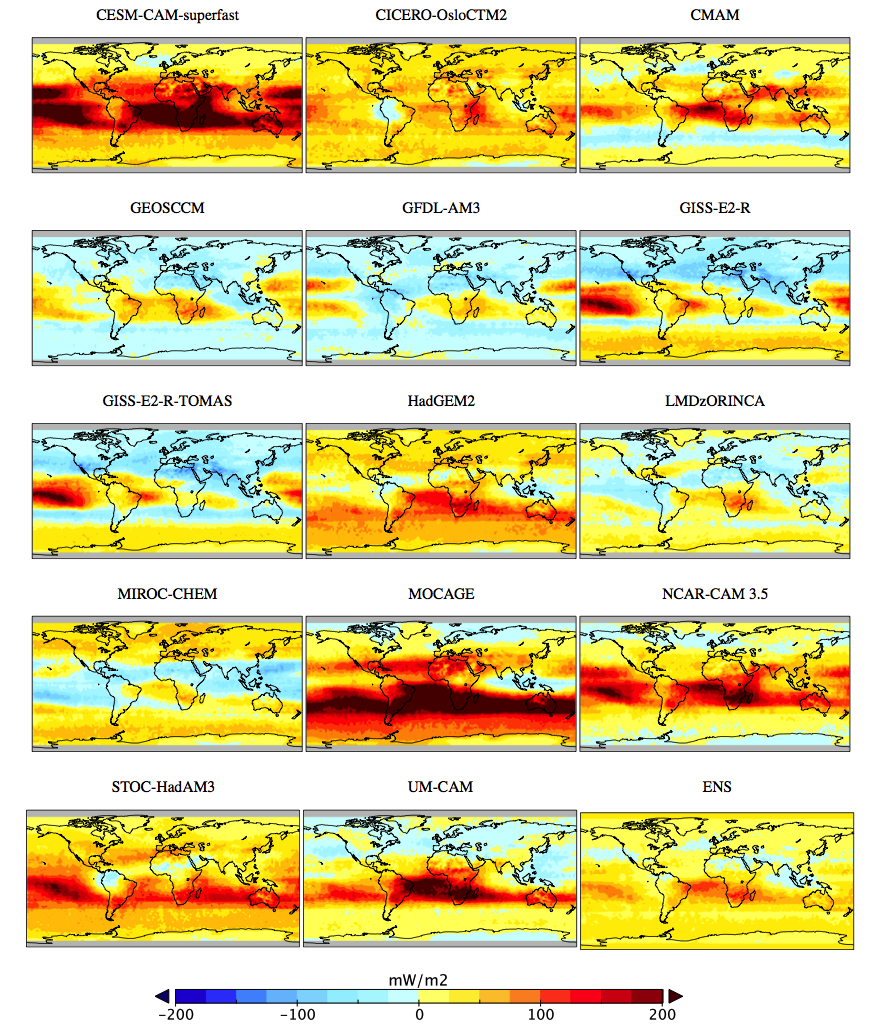 CESM-CAM-superfast CICERO-OsloCTM2 CMAM
GEOSCCM GFDL-AM3 GISS-E2-R
GISS-E2-R-TOMAS HadGEM2 LMDzORINCA
MIROC-CHEM MOCAGE NCAR-CAM 3.5
STOC-HadAM3 UM-CAM ENS
mW/m2
-200 -100 0 100 200